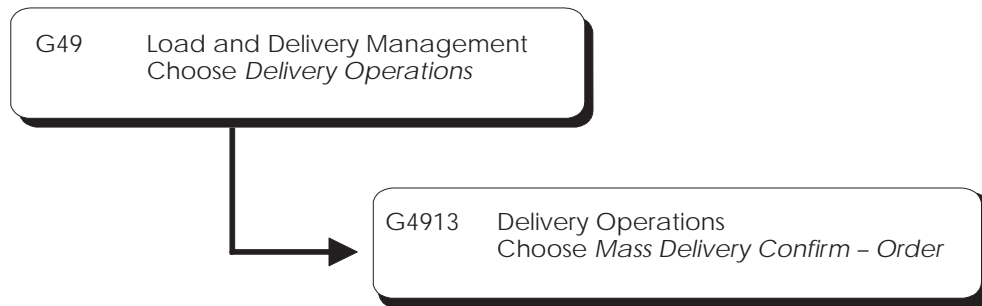 G49 Load and Delivery Management
Choose Delivery Operations
G4913 Delivery Operations
Choose Mass Delivery Confirm – Order